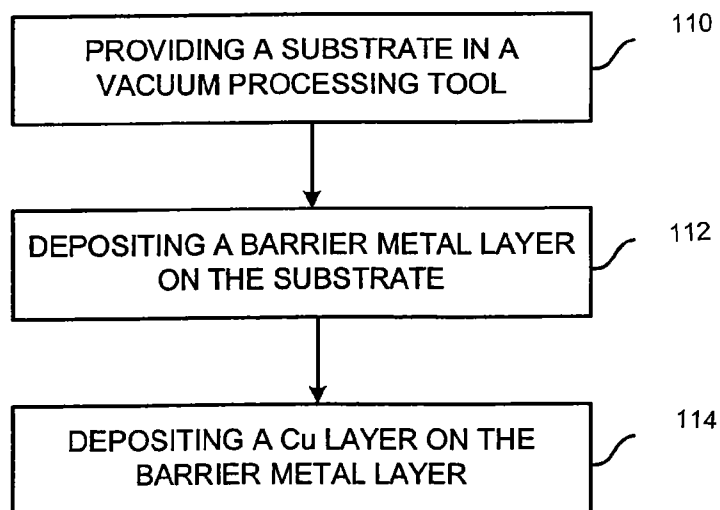 PROVIDING A SUBSTRATE IN A
VACUUM PROCESSING TOOL
110
DEPOSITING A BARRIER METAL LAYER
ON THE SUBSTRATE
112
DEPOSITING A Cu LAYER ON THE
BARRIER METAL LAYER
114